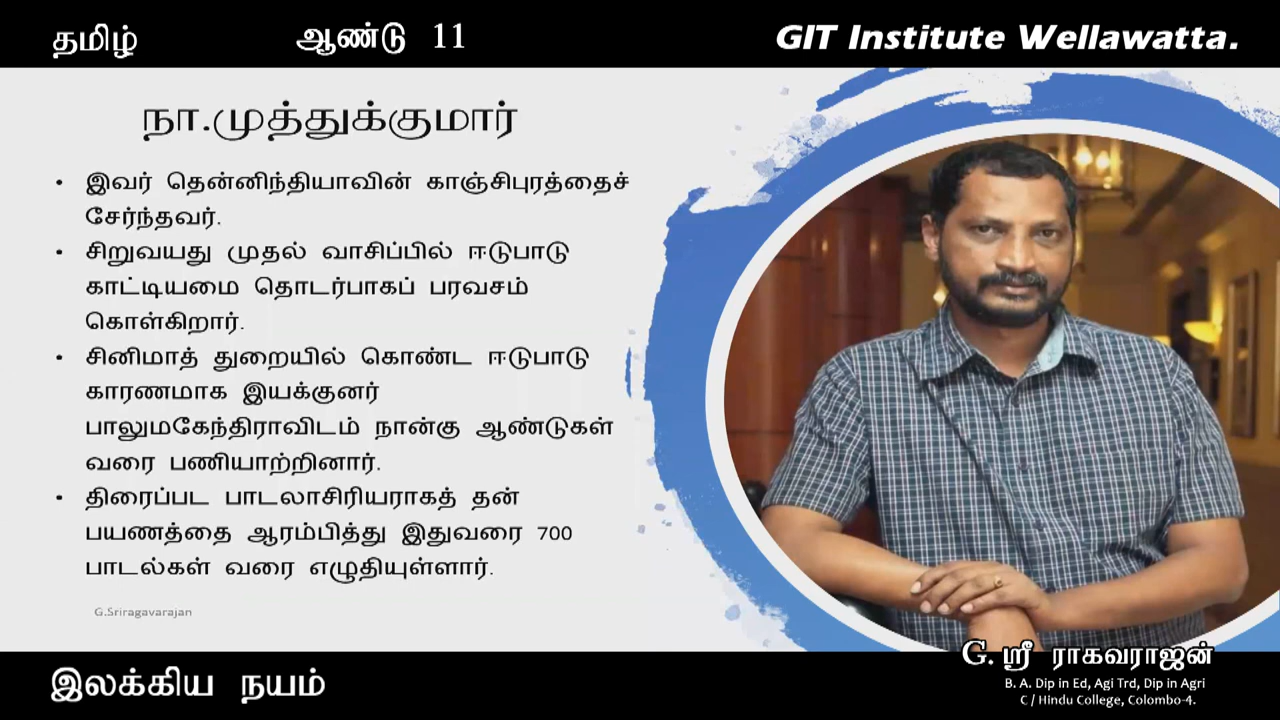 தமிழ் ஆண்டு 11 GIT Institute Wellawatta.
நா.முத்துக்குமார்
• இவர் தென்னிந்தியாவின் காஞ்சிபுரத்தைச்
சேர்ந்தவர்.
• சிறுவயது முதல் வாசிப்பில் ஈடுபாடு
காட்டியமை தொடர்பாகப் பரவசம்
கொள்கிறார்.
• சினிமாத் துறையில் கொண்ட ஈடுபாடு
காரணமாக இயக்குனர்
பாலுமகேந்திராவிடம் நான்கு ஆண்டுகள்
வரை பணியாற்றினார்.
• திரைப்பட பாடலாசிரியராகத் தன்
பயணத்தை ஆரம்பித்து இதுவரை 700
பாடல்கள் வரை எழுதியுள்ளார்.
G.Sriragavarajan
இலக்கிய நயம்
G. ஸ்ரீ ராகவராஜன்
B. A. Dip in Ed, Agi Trd, Dip in Agri
C / Hindu College, Colombo-4.